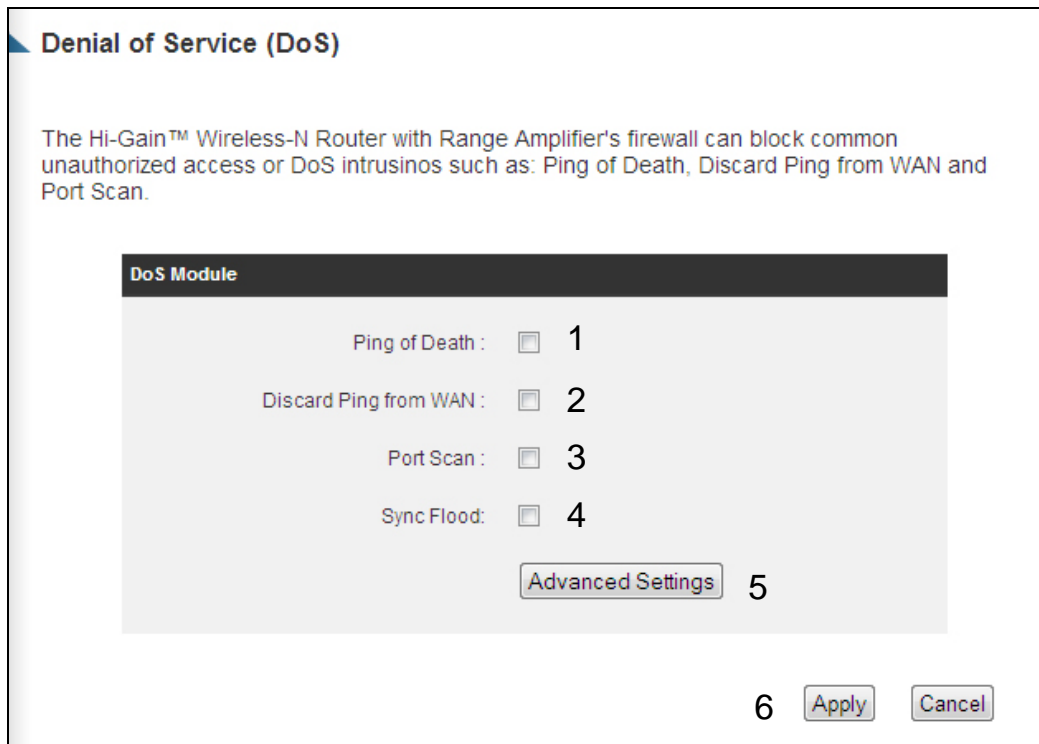 Denial of Service (DoS)
The Hi-Gain™ Wireless-N Router with Range Amplifier's firewall can block common
unauthorized access or DoS intrusinos such as: Ping of Death, Discard Ping from WAN and
Port Scan.
DoS Module
Ping of Death : 1
Discard Ping from WAN : 2
Port Scan : 3
Sync Flood: 4
Advanced Settings 5
6 Apply Cancel